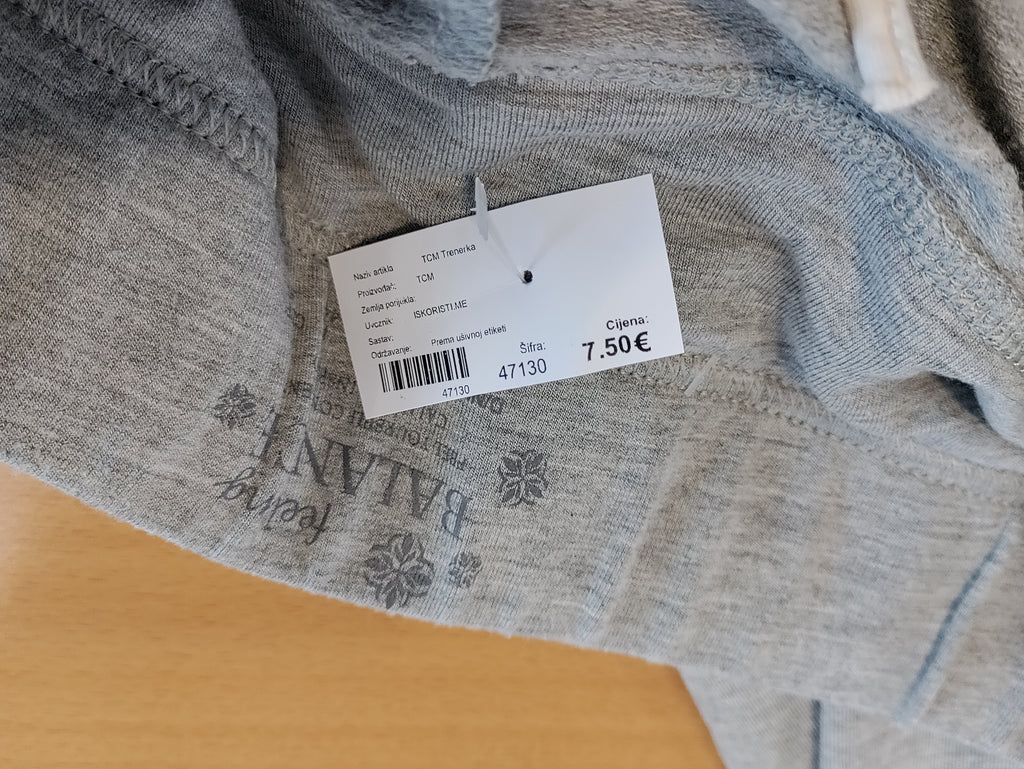 Naziv artikla TCM Trenerka
Proizvođač: TCM
Zemlja porijekla:
Uvoznik: ISKORISTI.ME
Sastav:
Održavanje: Prema ušivnoj etiketi
47130
Šifra:
47130
Cijena:
7.50€
feeling
BALANCE